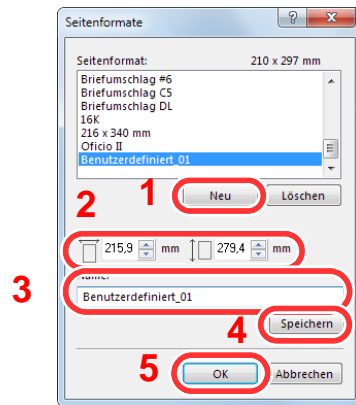 Seitenformate
Seitenformat: 210 x 297 mm
Briefumschlag #6
Briefumschlag C5
Briefumschlag DL
16K
216 x 340 mm
Oficio II
Benutzerdefiniert_01
1 Neu Löschen
2
215,9 mm 279,4 mm
3
Name:
Benutzerdefiniert_01
4 Speichern
5 OK Abbrechen